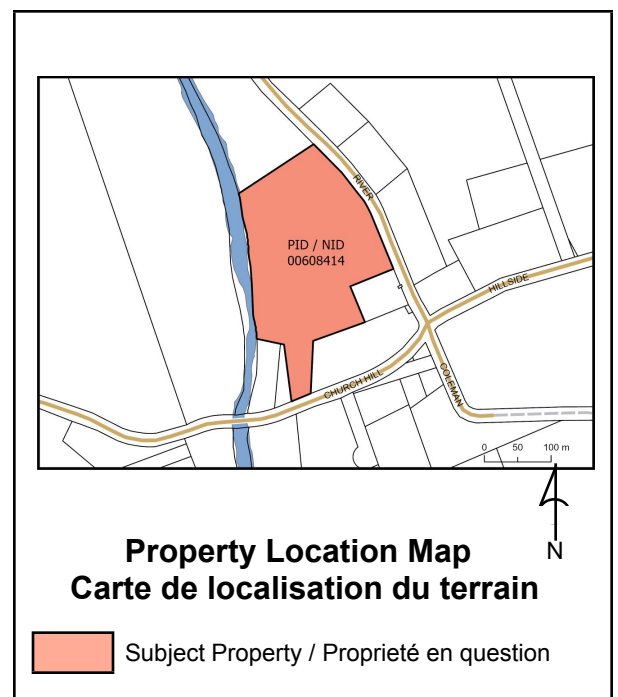 RIVER
PID / NID
00608414
HILLSIDE
CHURCH HILL
COLEMAN
0 50 100 m
N
Property Location Map
Carte de localisation du terrain
Subject Property / Proprieté en question